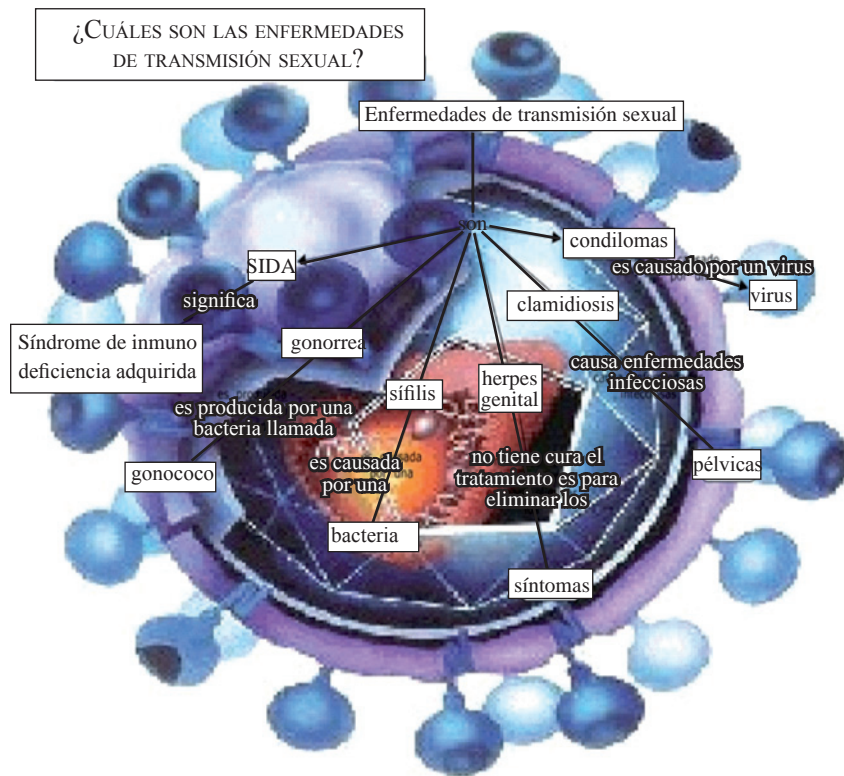 ¿Cuáles son las enfermedades
de transmisión sexual?
Enfermedades de transmisión sexual
son
condilomas
SIDA
es causado por un virus
virus
significa
clamidiosis
Síndrome de inmuno
deficiencia adquirida
gonorrea
causa enfermedades
infecciosas
sífilis
herpes
genital
es producida por una
bacteria llamada
es causada
por una
no tiene cura el
tratamiento es para
eliminar los
gonococo
pélvicas
bacteria
síntomas